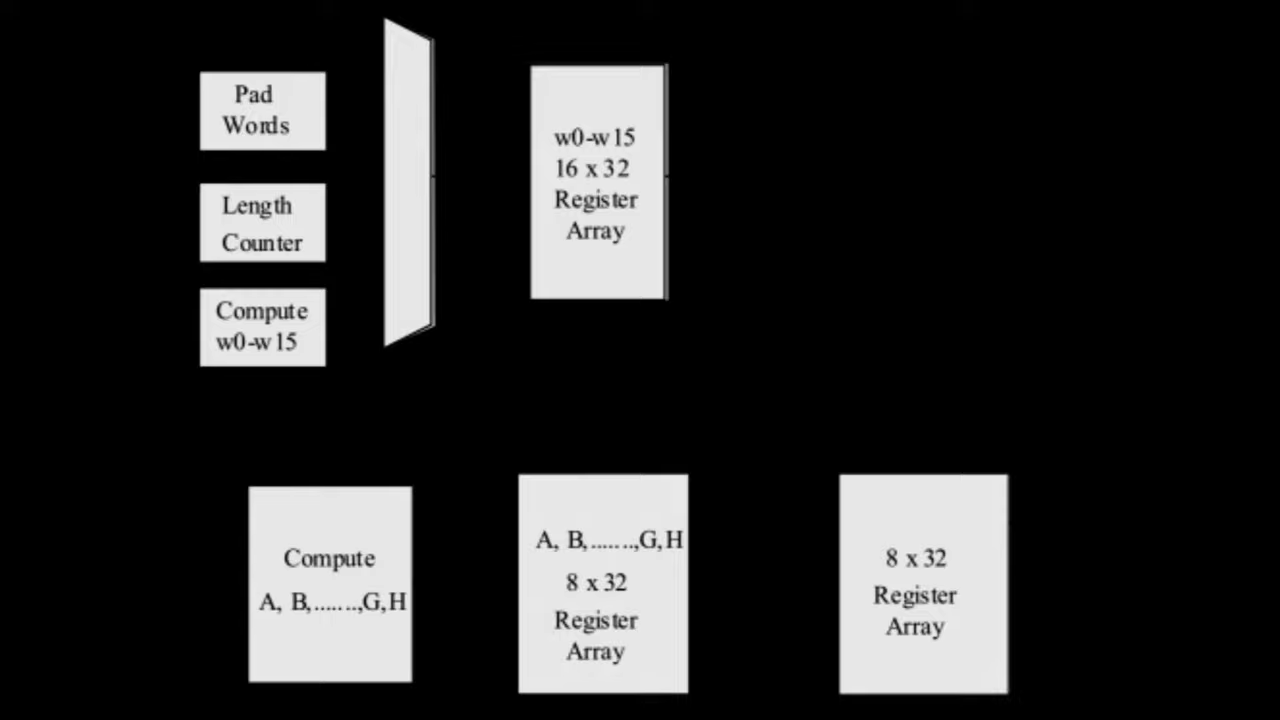 Pad
Words
Length
Counter
Compute
w0-w15
w0-w15
16 x 32
Register
Array
Compute
A, B,.......,G,H
A, B,.......,G,H
8 x 32
Register
Array
8 x 32
Register
Array